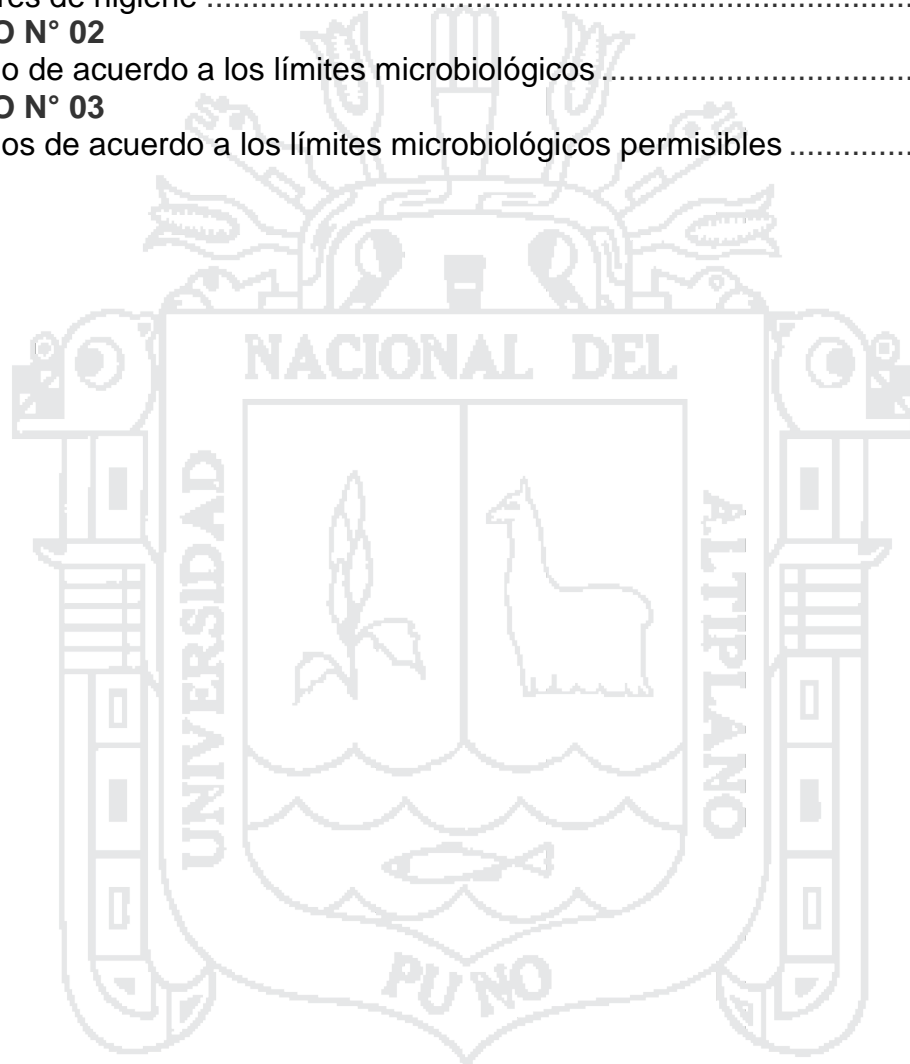 res de higiene ........................................................................................
O N° 02
o de acuerdo a los límites microbiológicos ......................................
O N° 03
os de acuerdo a los límites microbiológicos permisibles ...............
NACIONAL DEL
UNIVERSIDAD
ALTIPLANO
PUNO